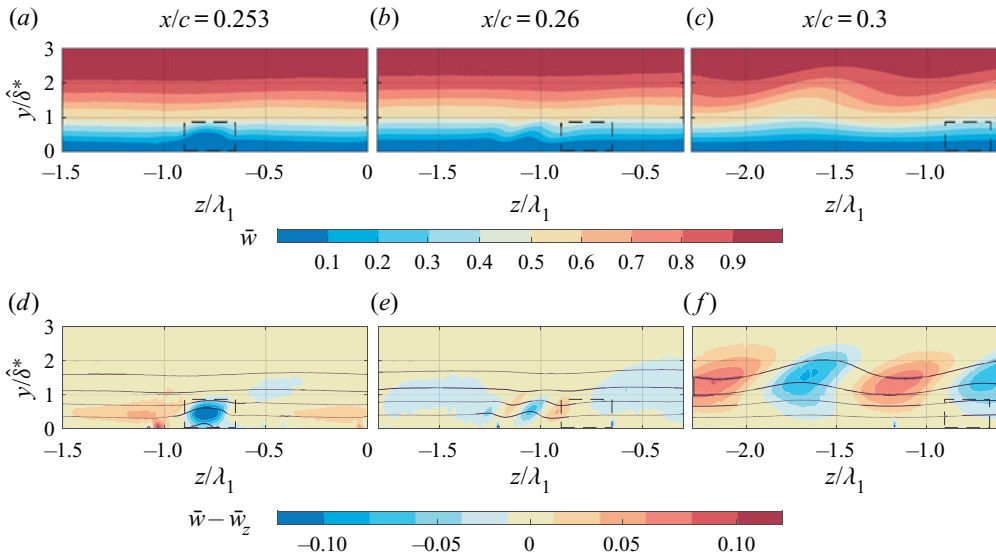 (a) x/c = 0.253
(b) x/c = 0.26
(c) x/c = 0.3
3
2
1
0
y/δ̂*
–1.5 –1.0 –0.5 0
–1.5 –1.0 –0.5
–2.0 –1.5 –1.0
z/λ₁ z/λ₁ z/λ₁
w̄
0.1 0.2 0.3 0.4 0.5 0.6 0.7 0.8 0.9
(d) (e) (f)
3
2
1
0
y/δ̂*
–1.5 –1.0 –0.5 0
–1.5 –1.0 –0.5
–2.0 –1.5 –1.0
z/λ₁ z/λ₁ z/λ₁
w̄ – w̄_z
–0.10 –0.05 0 0.05 0.10